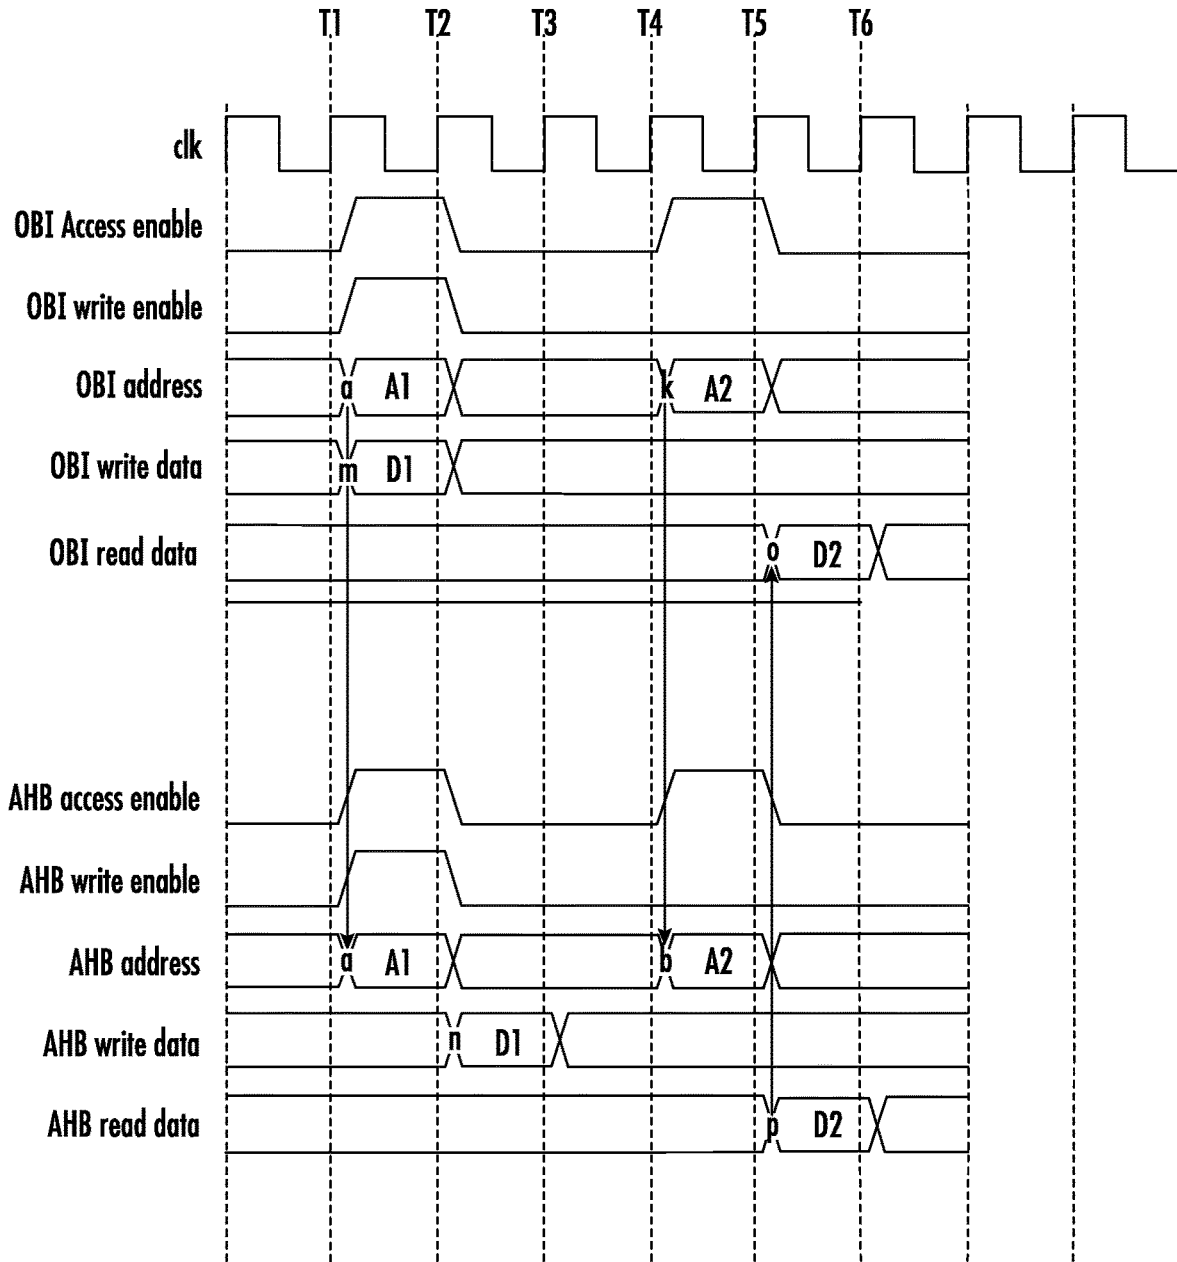 T1 T2 T3 T4 T5 T6
clk
OBI Access enable
OBI write enable
OBI address a A1 k A2
OBI write data m D1
OBI read data o D2
AHB access enable
AHB write enable
AHB address a A1 b A2
AHB write data n D1
AHB read data p D2